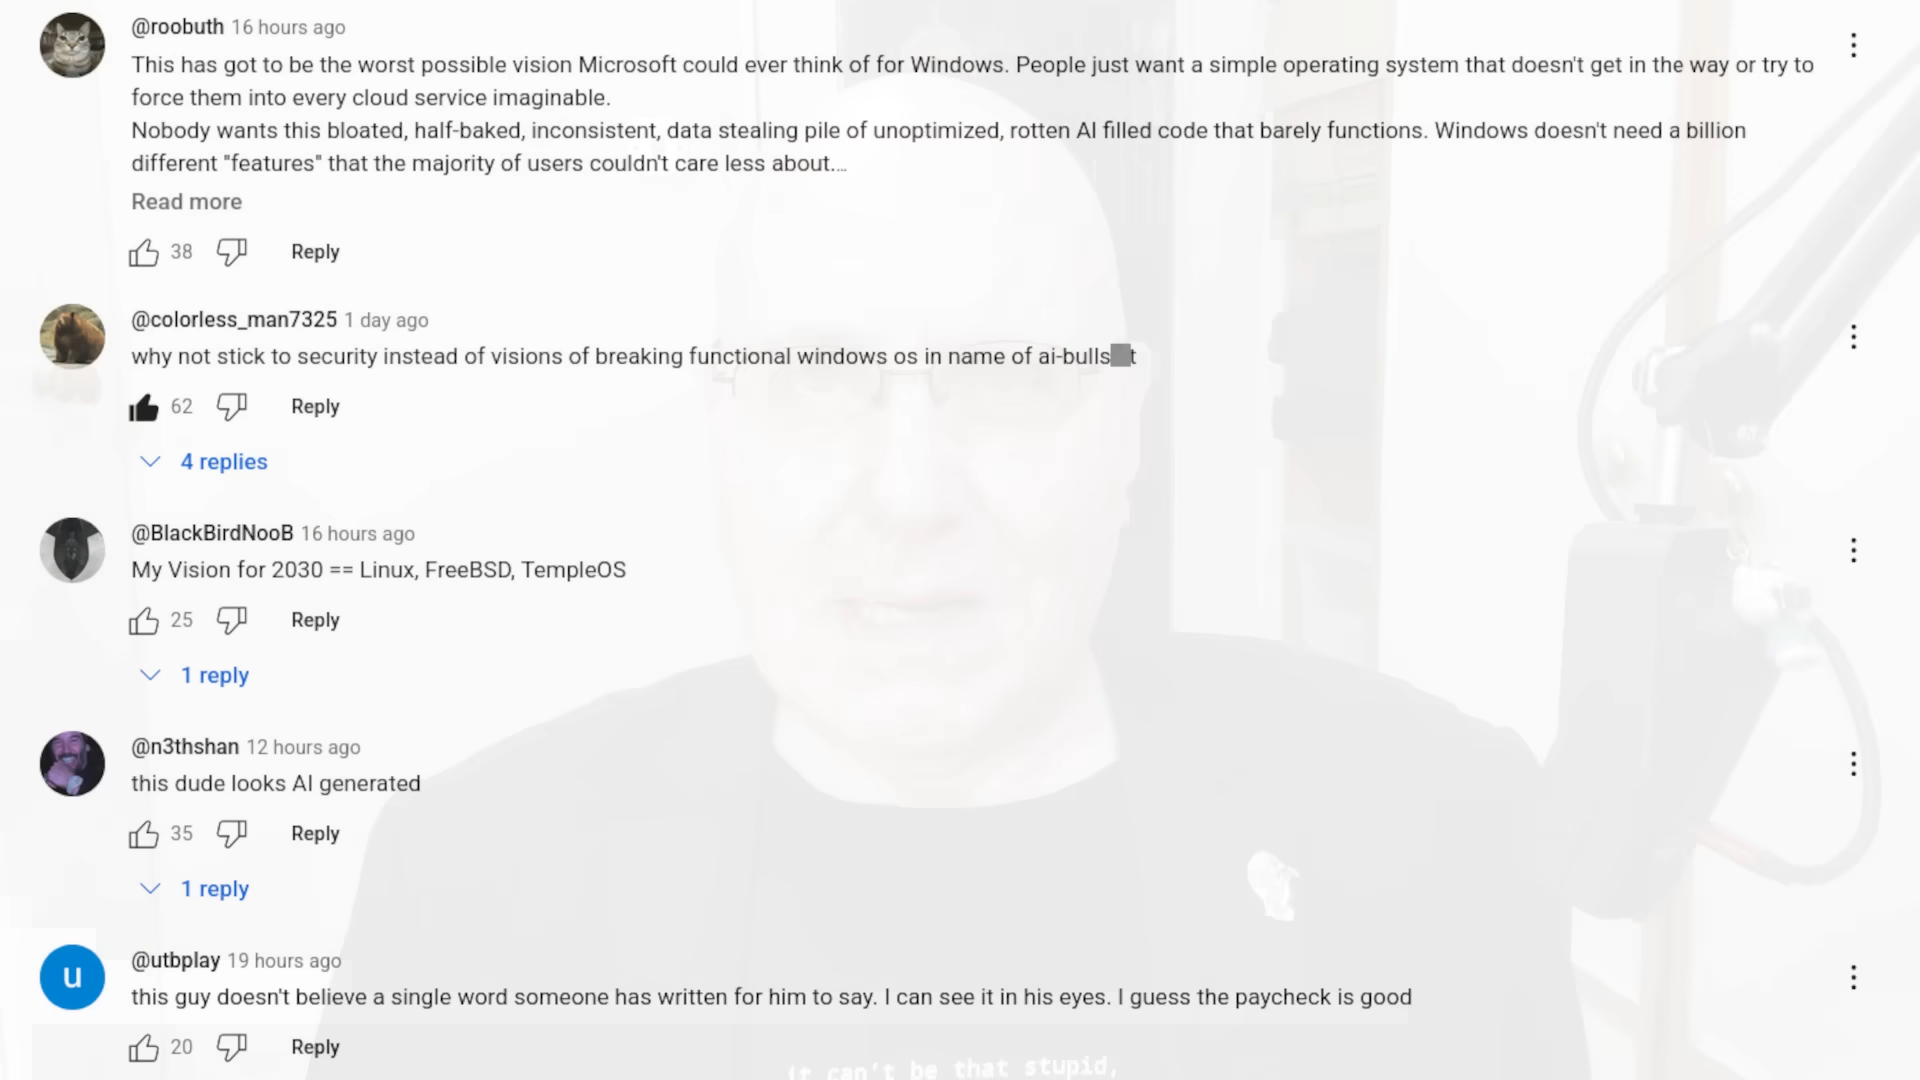 @roobuth 16 hours ago
This has got to be the worst possible vision Microsoft could ever think of for Windows. People just want a simple operating system that doesn't get in the way or try to
force them into every cloud service imaginable.
Nobody wants this bloated, half-baked, inconsistent, data stealing pile of unoptimized, rotten AI filled code that barely functions. Windows doesn't need a billion
different "features" that the majority of users couldn't care less about...
Read more
38 Reply
@colorless_man7325 1 day ago
why not stick to security instead of visions of breaking functional windows os in name of ai-bulls t
62 Reply
4 replies
@BlackBirdNooB 16 hours ago
My Vision for 2030 == Linux, FreeBSD, TempleOS
25 Reply
1 reply
@n3thshan 12 hours ago
this dude looks AI generated
35 Reply
1 reply
u
@utbplay 19 hours ago
this guy doesn't believe a single word someone has written for him to say. I can see it in his eyes. I guess the paycheck is good
20 Reply
it can't be that stupid,